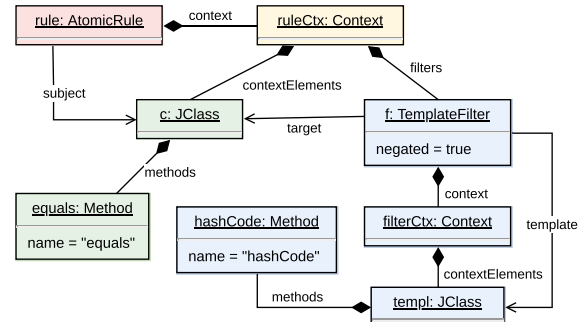 rule: AtomicRule
context
ruleCtx: Context
subject
contextElements
filters
c: JClass
target
f: TemplateFilter
negated = true
methods
context
equals: Method
name = "equals"
hashCode: Method
name = "hashCode"
filterCtx: Context
template
contextElements
methods
templ: JClass